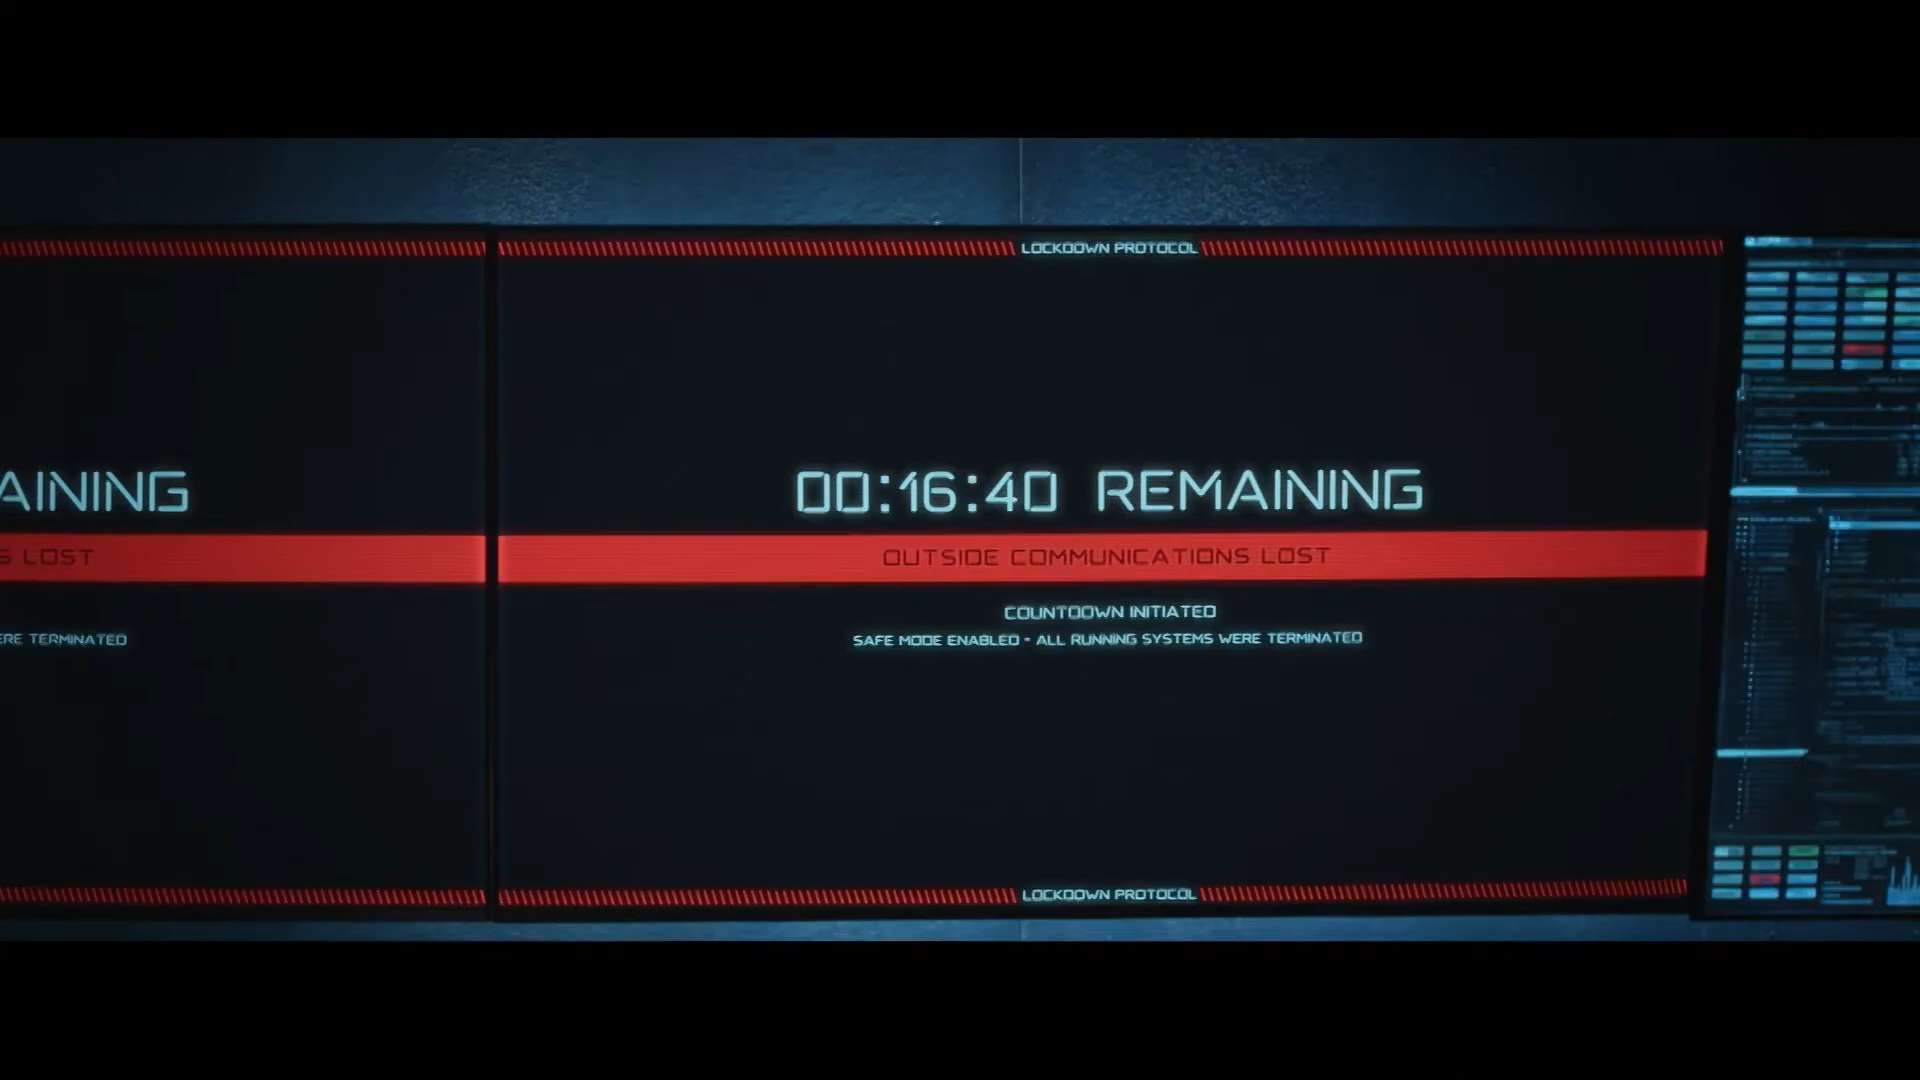 LOCKDOWN PROTOCOL
AINING
00:16:40 REMAINING
S LOST
OUTSIDE COMMUNICATIONS LOST
COUNTDOWN INITIATED
ERE TERMINATED
SAFE MODE ENABLED - ALL RUNNING SYSTEMS WERE TERMINATED
LOCKDOWN PROTOCOL